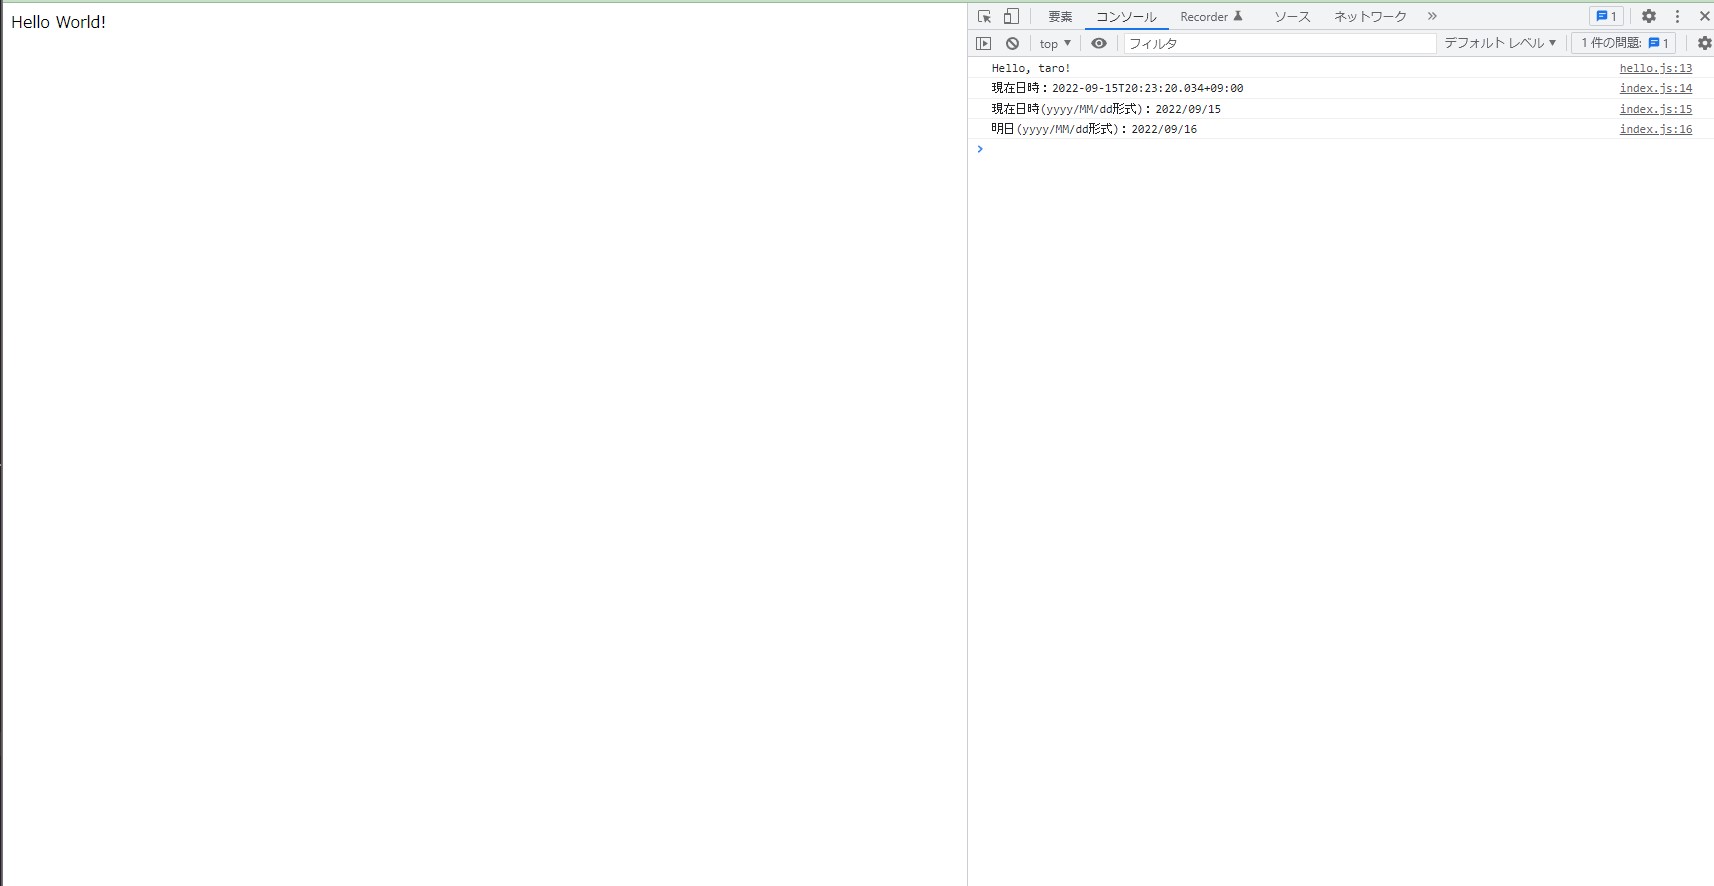 Hello World!
要素 コンソール Recorder ソース ネットワーク » 1
top ▼ フィルタ デフォルト レベル ▼ 1 件の問題: 1
Hello, taro! hello.js:13
現在日時：2022-09-15T20:23:20.034+09:00 index.js:14
現在日時(yyyy/MM/dd形式)：2022/09/15 index.js:15
明日(yyyy/MM/dd形式)：2022/09/16 index.js:16
>